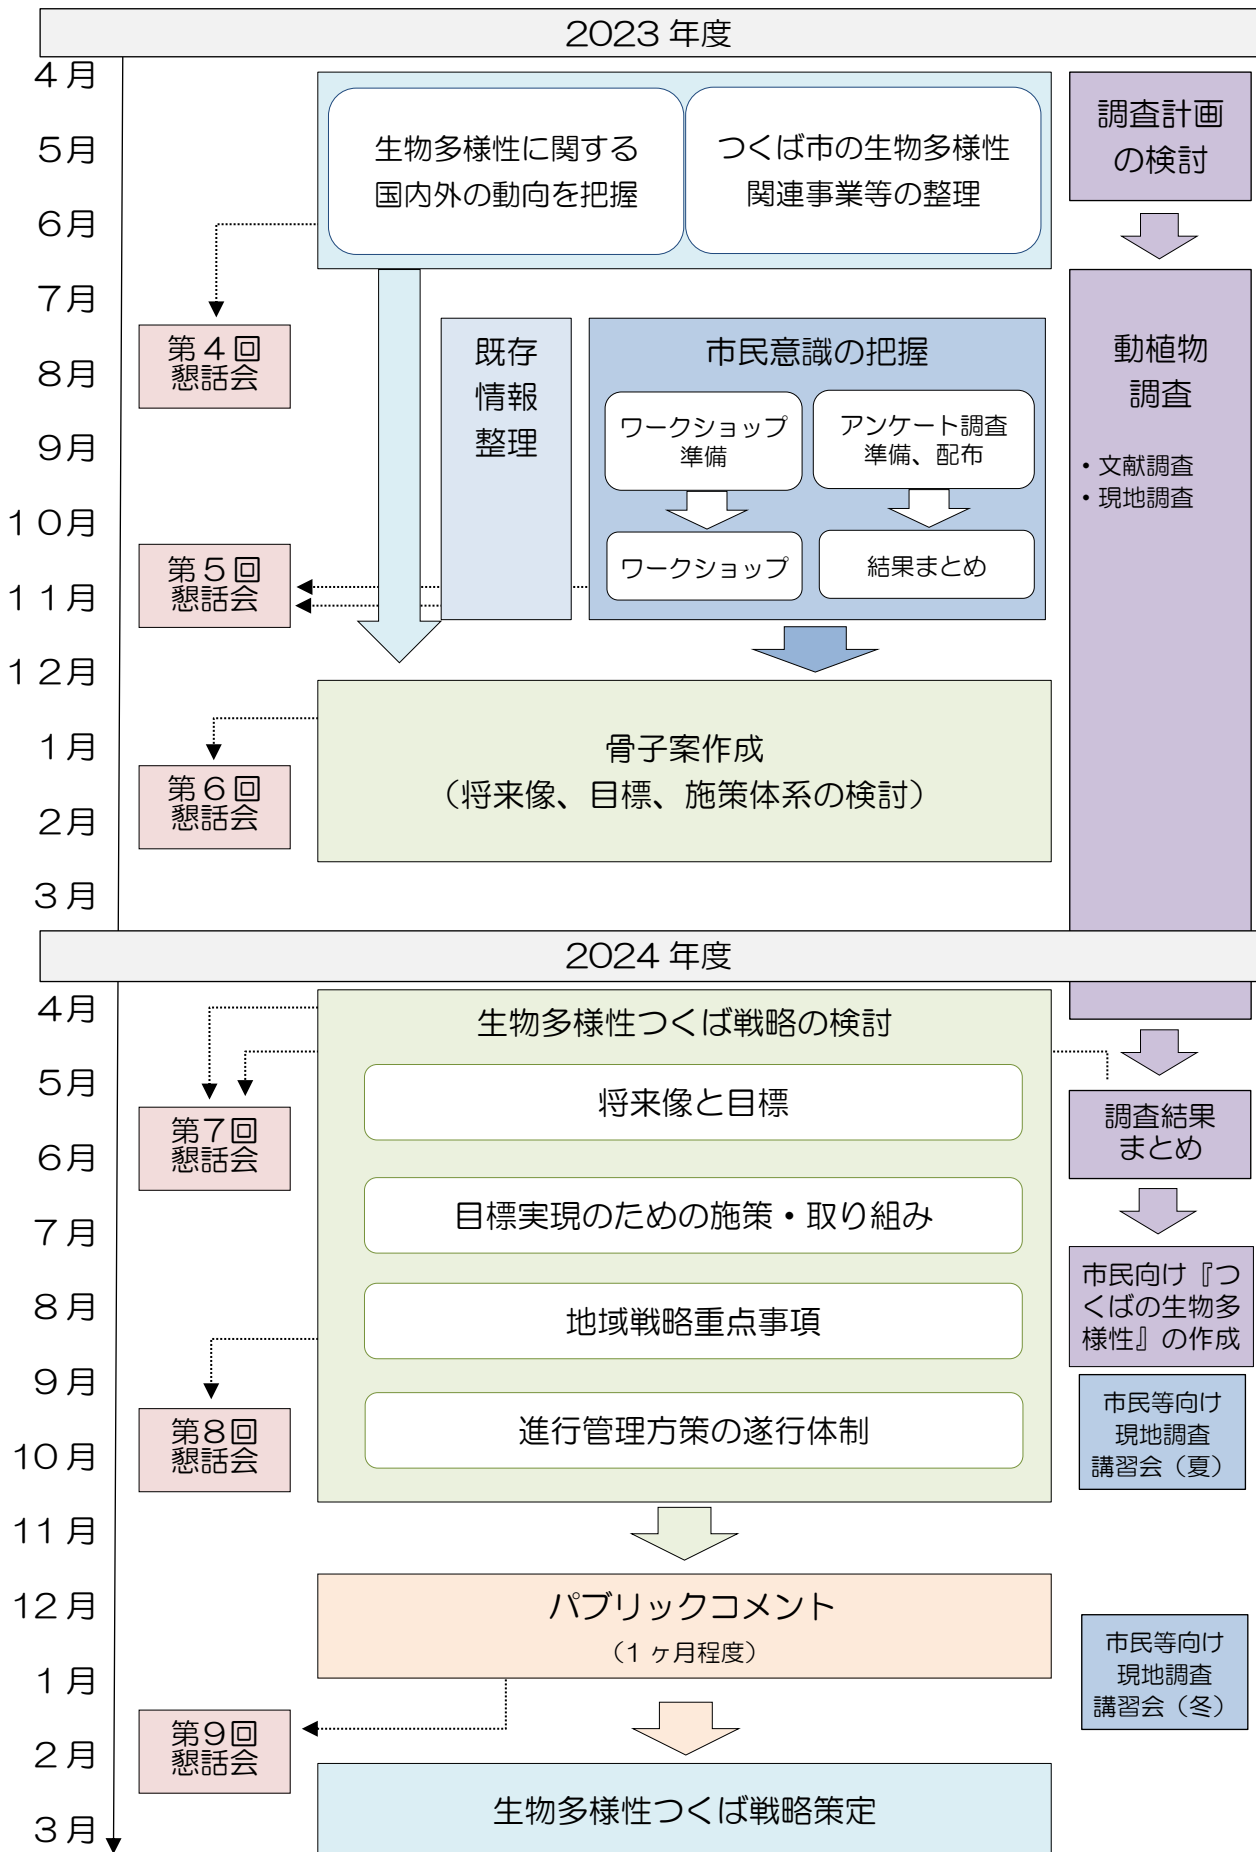 2023 年度
4月
5月
6月
7月
8月
9月
10月
11月
12月
1月
2月
3月
生物多様性に関する
国内外の動向を把握
つくば市の生物多様性
関連事業等の整理
調査計画
の検討
第4回
懇話会
既存
情報
整理
市民意識の把握
ワークショップ
準備
アンケート調査
準備、配布
ワークショップ
結果まとめ
動植物
調査
・文献調査
・現地調査
第5回
懇話会
骨子案作成
（将来像、目標、施策体系の検討）
第6回
懇話会
2024 年度
4月
5月
6月
7月
8月
9月
10月
11月
12月
1月
2月
3月
生物多様性つくば戦略の検討
将来像と目標
目標実現のための施策・取り組み
地域戦略重点事項
進行管理方策の遂行体制
第7回
懇話会
調査結果
まとめ
市民向け『つ
くばの生物多
様性』の作成
第8回
懇話会
市民等向け
現地調査
講習会（夏）
パブリックコメント
（1 ヶ月程度）
市民等向け
現地調査
講習会（冬）
第9回
懇話会
生物多様性つくば戦略策定